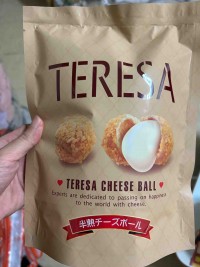 TERESA
♥ TERESA CHEESE BALL ♥
are dedicated to passing on happiness
to the world with cheese.
半熟チーズボール